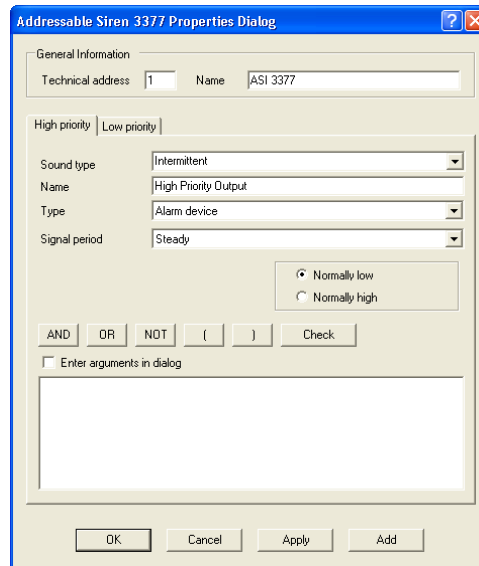 Addressable Siren 3377 Properties Dialog
General Information
Technical address 1 Name ASI 3377
High priority Low priority
Sound type Intermittent
Name High Priority Output
Type Alarm device
Signal period Steady
Normally low
Normally high
AND OR NOT ( ) Check
Enter arguments in dialog
OK Cancel Apply Add